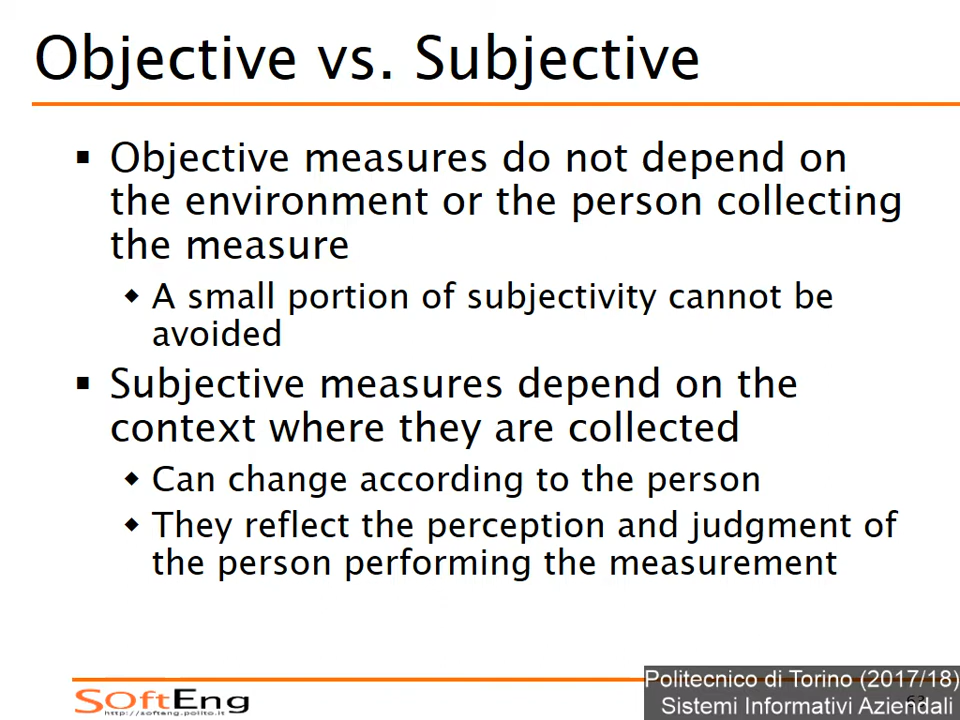 Objective vs. Subjective
▪ Objective measures do not depend on
the environment or the person collecting
the measure
◆ A small portion of subjectivity cannot be
avoided
▪ Subjective measures depend on the
context where they are collected
◆ Can change according to the person
◆ They reflect the perception and judgment of
the person performing the measurement
SOftEng
http://softeng.polito.it
Politecnico di Torino (2017/18)
Sistemi Informativi Aziendali